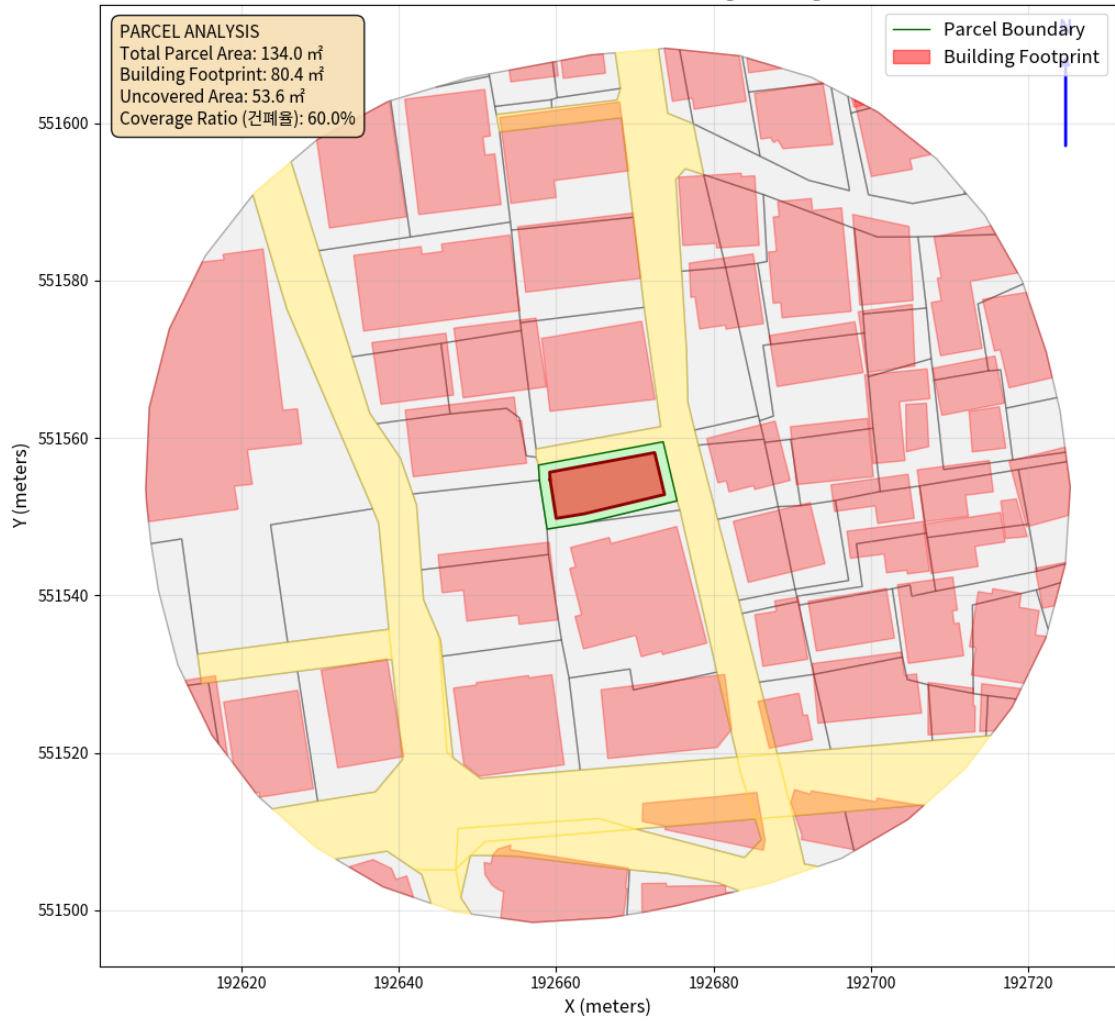 PARCEL ANALYSIS
Total Parcel Area: 134.0 ㎡
Building Footprint: 80.4 ㎡
Uncovered Area: 53.6 ㎡
Coverage Ratio (건폐율): 60.0%
Parcel Boundary
Building Footprint
N
551600
551580
551560
551540
551520
551500
Y (meters)
192620
192640
192660
192680
192700
192720
X (meters)